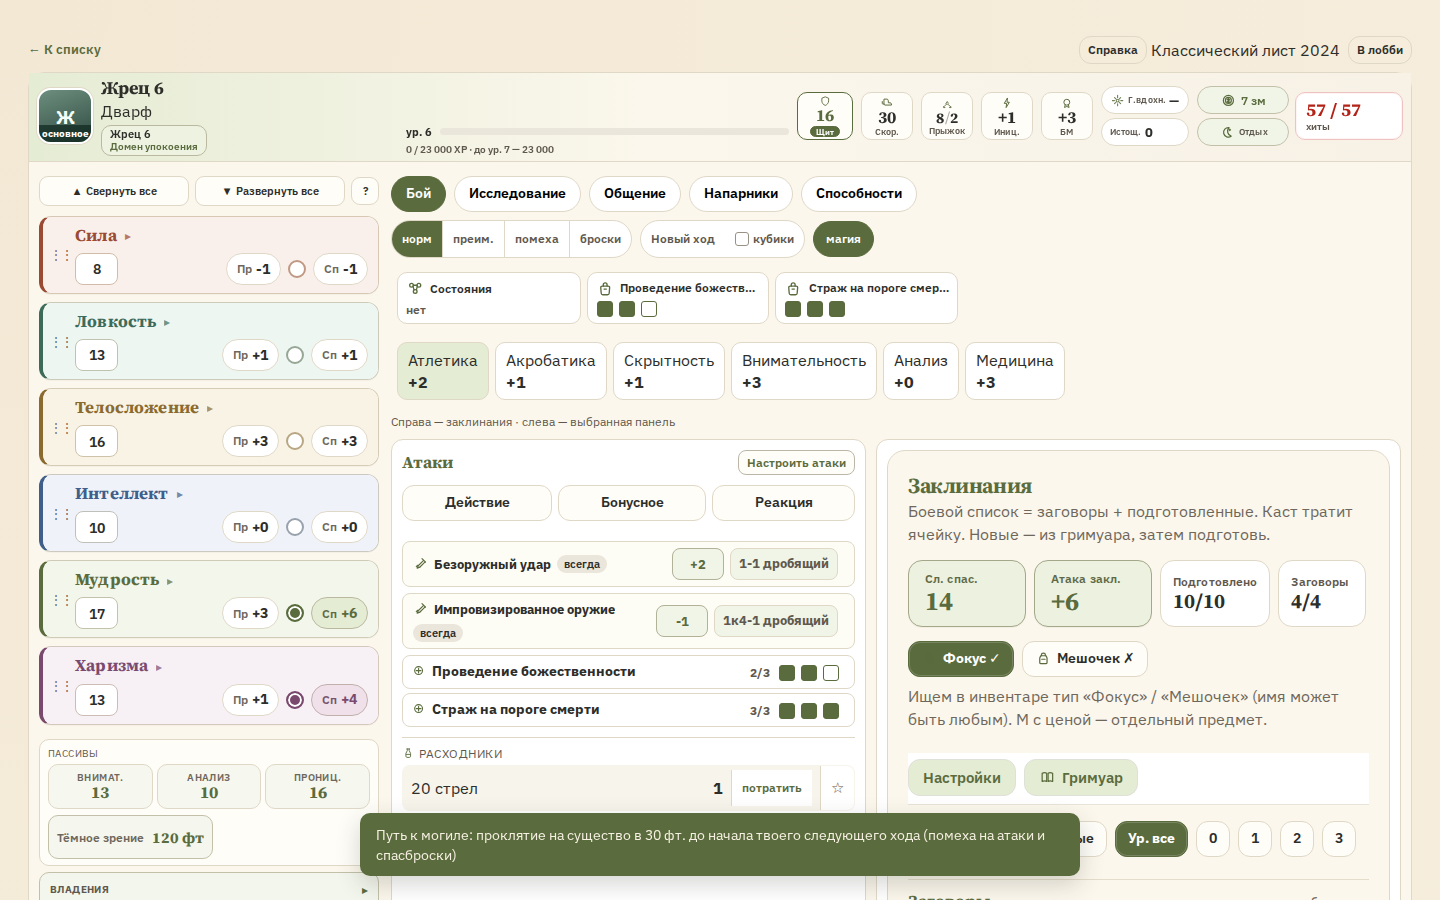 ← К списку
Справка Классический лист 2024 В лобби
Ж
основное
Жрец 6
Дварф
Жрец 6
Домен упокоения
ур. 6
0 / 23 000 XP · до ур. 7 — 23 000
16
Щит
30
Скор.
8/2
Прыжок
+1
Иниц.
+3
БМ
Г.вдохн. —
Истощ. 0
7 зм
Отдых
57 / 57
хиты
▲ Свернуть все
▼ Развернуть все
?
Сила ▸
8
Пр -1
Сп -1
Ловкость ▸
13
Пр +1
Сп +1
Телосложение ▸
16
Пр +3
Сп +3
Интеллект ▸
10
Пр +0
Сп +0
Мудрость ▸
17
Пр +3
Сп +6
Харизма ▸
13
Пр +1
Сп +4
ПАССИВЫ
ВНИМАТ.
13
АНАЛИЗ
10
ПРОНИЦ.
16
Тёмное зрение 120 фт
ВЛАДЕНИЯ ▸
Бой
Исследование
Общение
Напарники
Способности
норм
преим.
помеха
броски
Новый ход
кубики
магия
Состояния
нет
Проведение божеств...
Страж на пороге смер...
Атлетика
+2
Акробатика
+1
Скрытность
+1
Внимательность
+3
Анализ
+0
Медицина
+3
Справа — заклинания · слева — выбранная панель
Атаки
Настроить атаки
Действие
Бонусное
Реакция
Безоружный удар всегда
+2
1-1 дробящий
Импровизированное оружие
всегда
-1
1к4-1 дробящий
Проведение божественности
2/3
Страж на пороге смерти
3/3
РАСХОДНИКИ
20 стрел
1
потратить
☆
Заклинания
Боевой список = заговоры + подготовленные. Каст тратит
ячейку. Новые — из гримуара, затем подготовь.
Сл. спас.
14
Атака закл.
+6
Подготовлено
10/10
Заговоры
4/4
Фокус ✓
Мешочек ✗
Ищем в инвентаре тип «Фокус» / «Мешочек» (имя может
быть любым). М с ценой — отдельный предмет.
Настройки
Гримуар
Ур. все
0
1
2
3
Путь к могиле: проклятие на существо в 30 фт. до начала твоего следующего хода (помеха на атаки и
спасброски)